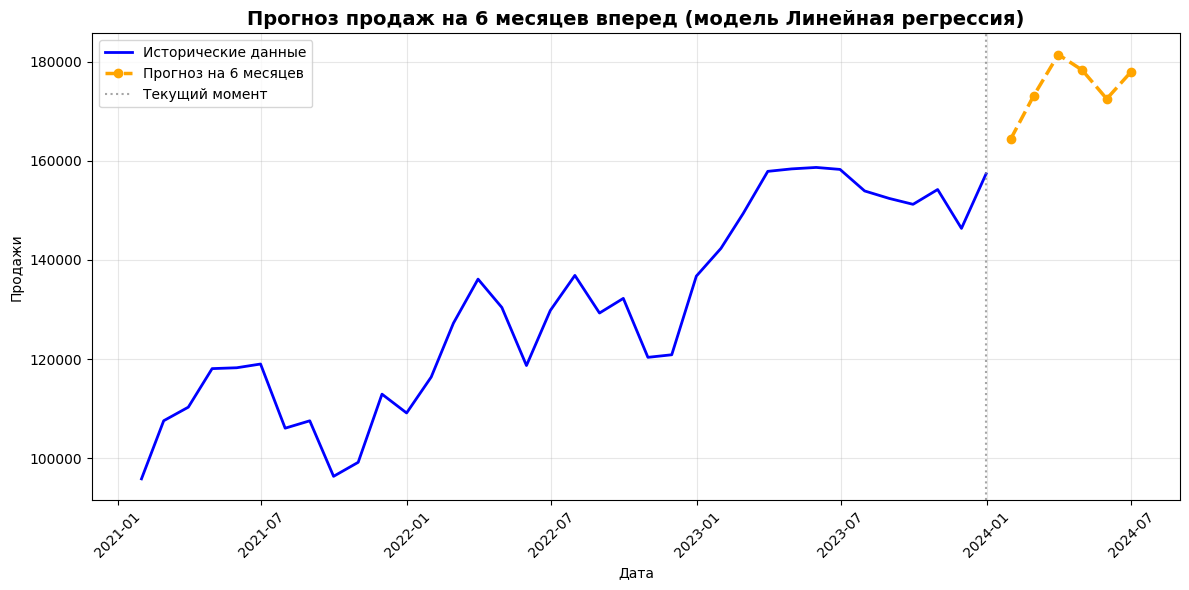 Прогноз продаж на 6 месяцев вперед (модель Линейная регрессия)
Исторические данные
Прогноз на 6 месяцев
Текущий момент
Продажи
180000
160000
140000
120000
100000
2021-01
2021-07
2022-01
2022-07
2023-01
2023-07
2024-01
2024-07
Дата